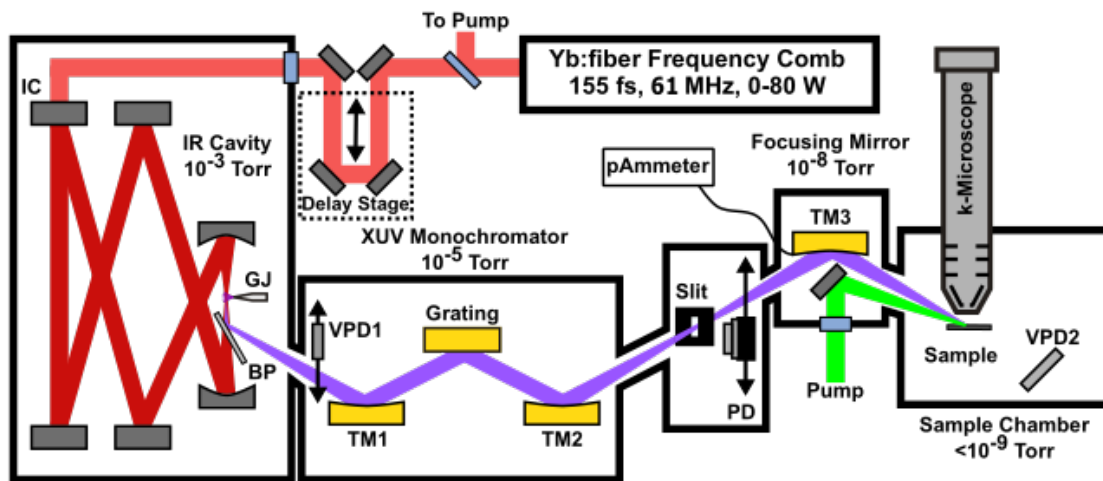 To Pump
Yb:fiber Frequency Comb
155 fs, 61 MHz, 0-80 W
IC
IR Cavity
10^-3 Torr
Delay Stage
GJ
BP
XUV Monochromator
10^-5 Torr
VPD1
Grating
TM1
TM2
Slit
PD
pAmmeter
Focusing Mirror
10^-8 Torr
TM3
Pump
k-Microscope
Sample
VPD2
Sample Chamber
<10^-9 Torr